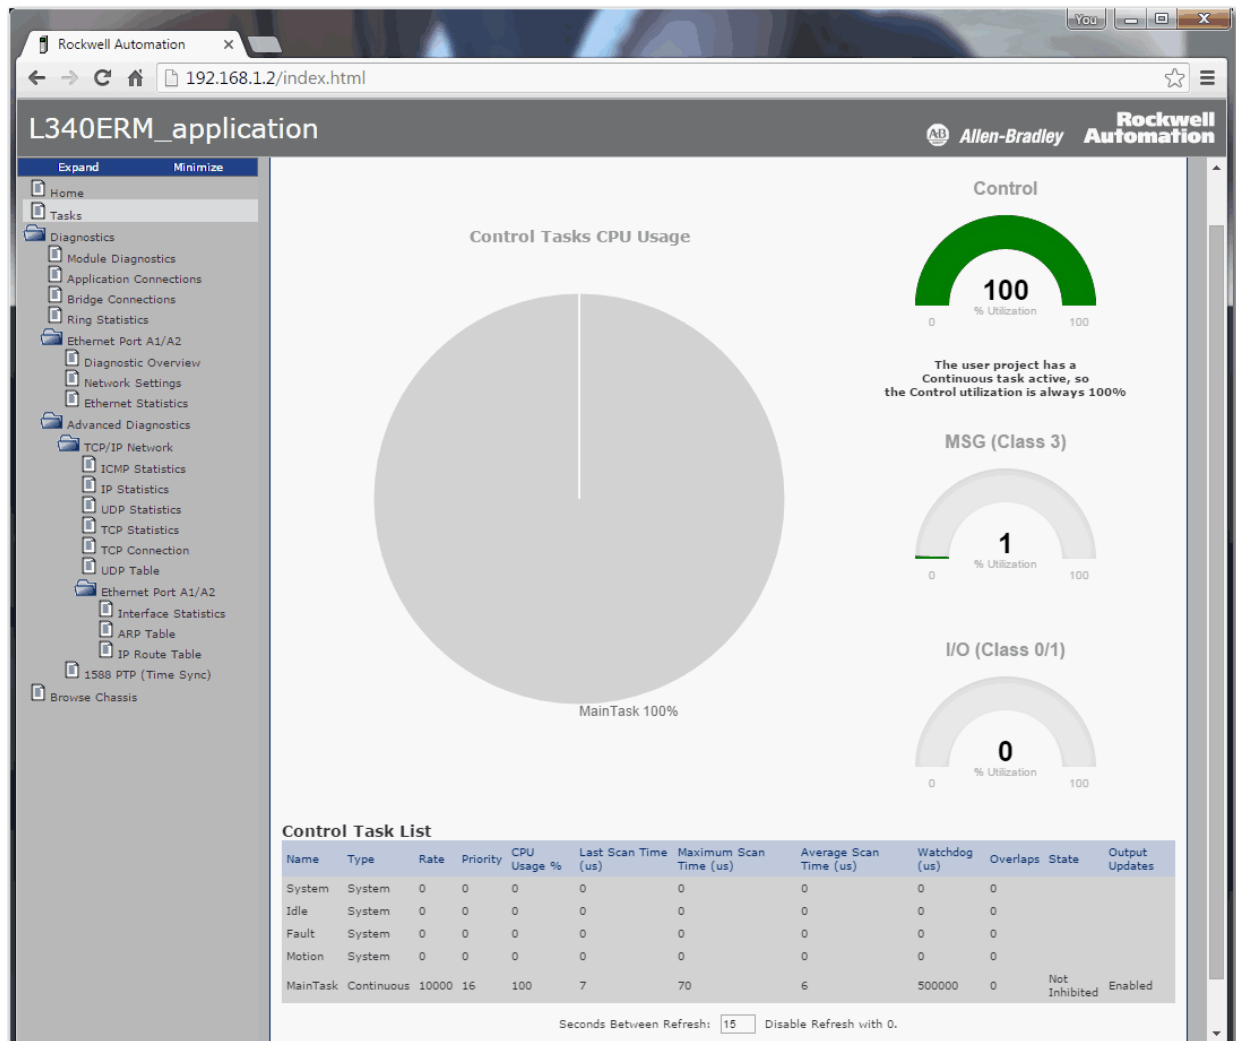 You
Rockwell Automation
192.168.1.2/index.html
L340ERM_application
AB Allen-Bradley
Rockwell
Automation
Expand Minimize
Home
Tasks
Diagnostics
Module Diagnostics
Application Connections
Bridge Connections
Ring Statistics
Ethernet Port A1/A2
Diagnostic Overview
Network Settings
Ethernet Statistics
Advanced Diagnostics
TCP/IP Network
ICMP Statistics
IP Statistics
UDP Statistics
TCP Statistics
TCP Connection
UDP Table
Ethernet Port A1/A2
Interface Statistics
ARP Table
IP Route Table
1588 PTP (Time Sync)
Browse Chassis
Control Tasks CPU Usage
MainTask 100%
Control
100
% Utilization
0 100
The user project has a
Continuous task active, so
the Control utilization is always 100%
MSG (Class 3)
1
% Utilization
0 100
I/O (Class 0/1)
0
% Utilization
0 100
Control Task List
Name Type Rate Priority CPU Usage % Last Scan Time (us) Maximum Scan Time (us) Average Scan Time (us) Watchdog (us) Overlaps State Output Updates
System System 0 0 0 0 0 0 0 0
Idle System 0 0 0 0 0 0 0 0
Fault System 0 0 0 0 0 0 0 0
Motion System 0 0 0 0 0 0 0 0
MainTask Continuous 10000 16 100 7 70 6 500000 0 Not Inhibited Enabled
Seconds Between Refresh: 15 Disable Refresh with 0.